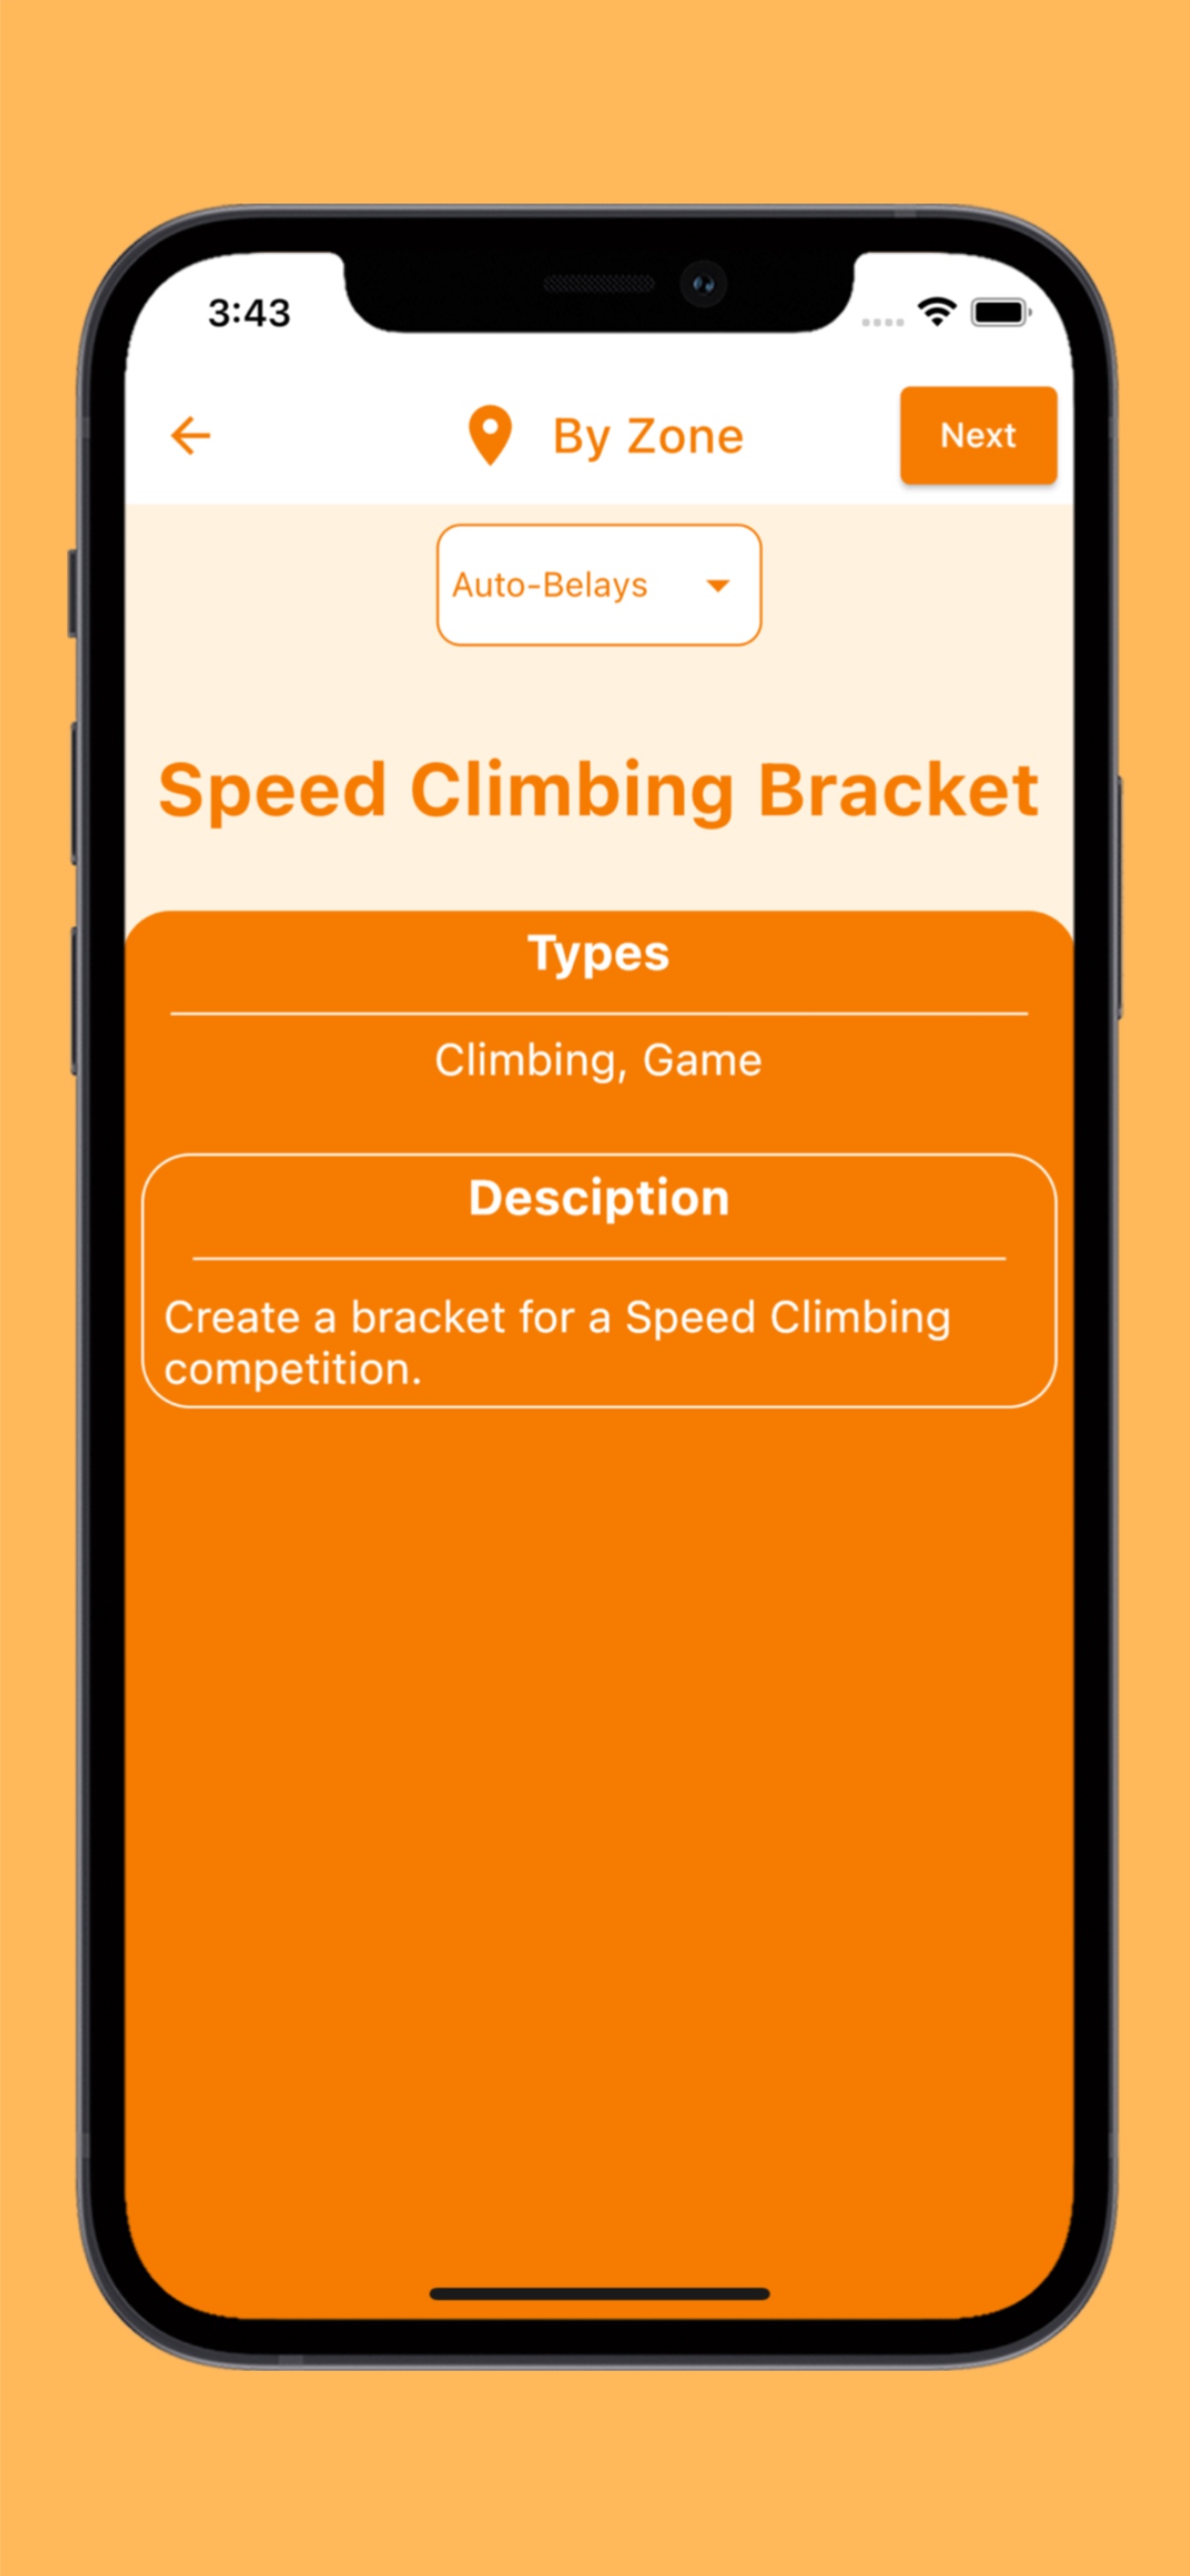 3:43
By Zone
Next
Auto-Belays
Speed Climbing Bracket
Types
Climbing, Game
Desciption
Create a bracket for a Speed Climbing
competition.